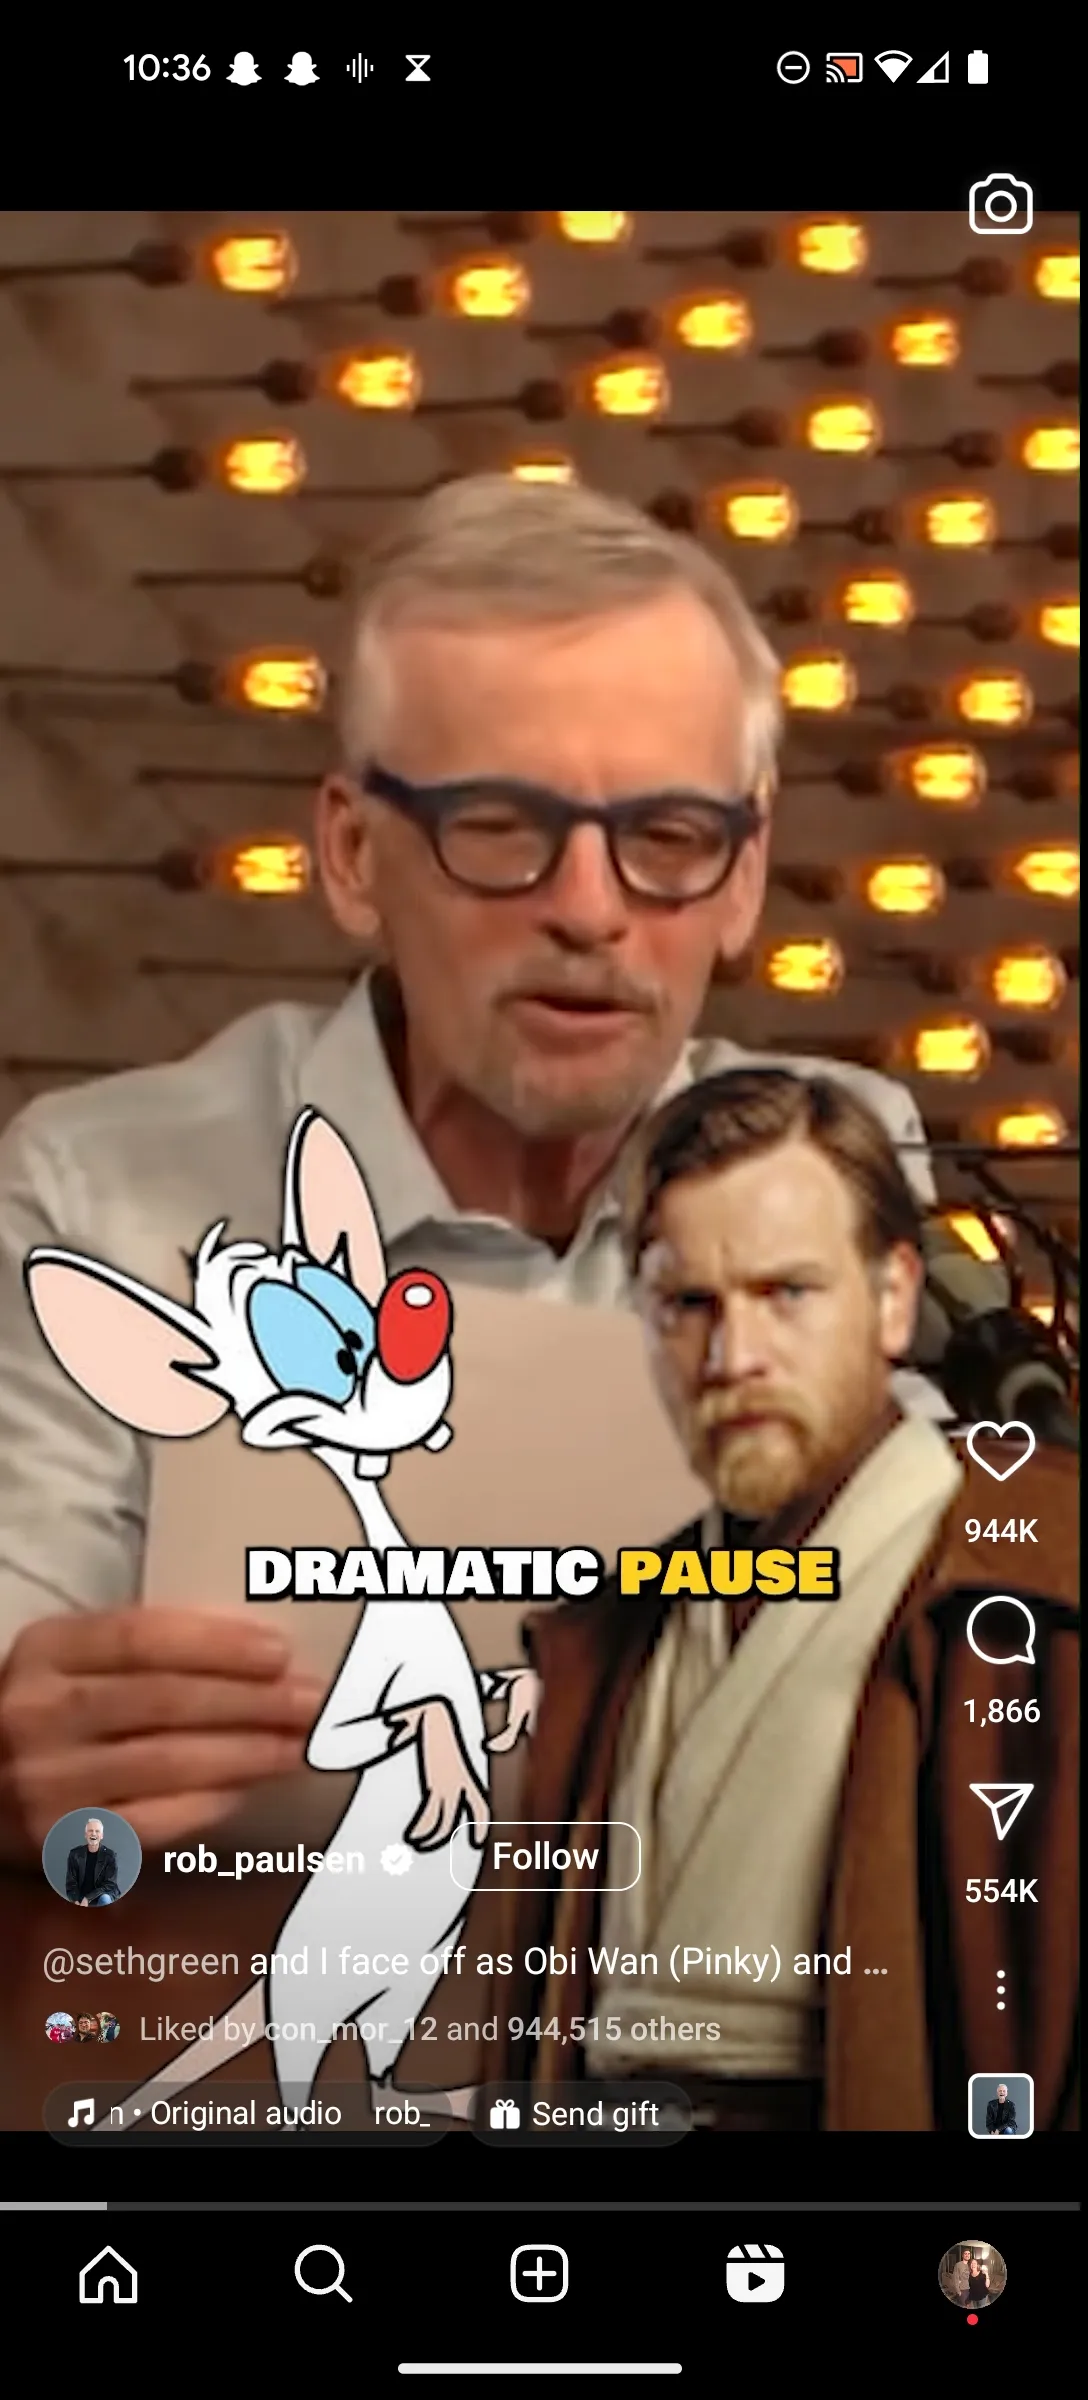 10:36
DRAMATIC PAUSE
944K
1,866
554K
rob_paulsen
Follow
@sethgreen and I face off as Obi Wan (Pinky) and ...
Liked by con_mor_12 and 944,515 others
n • Original audio rob_
Send gift